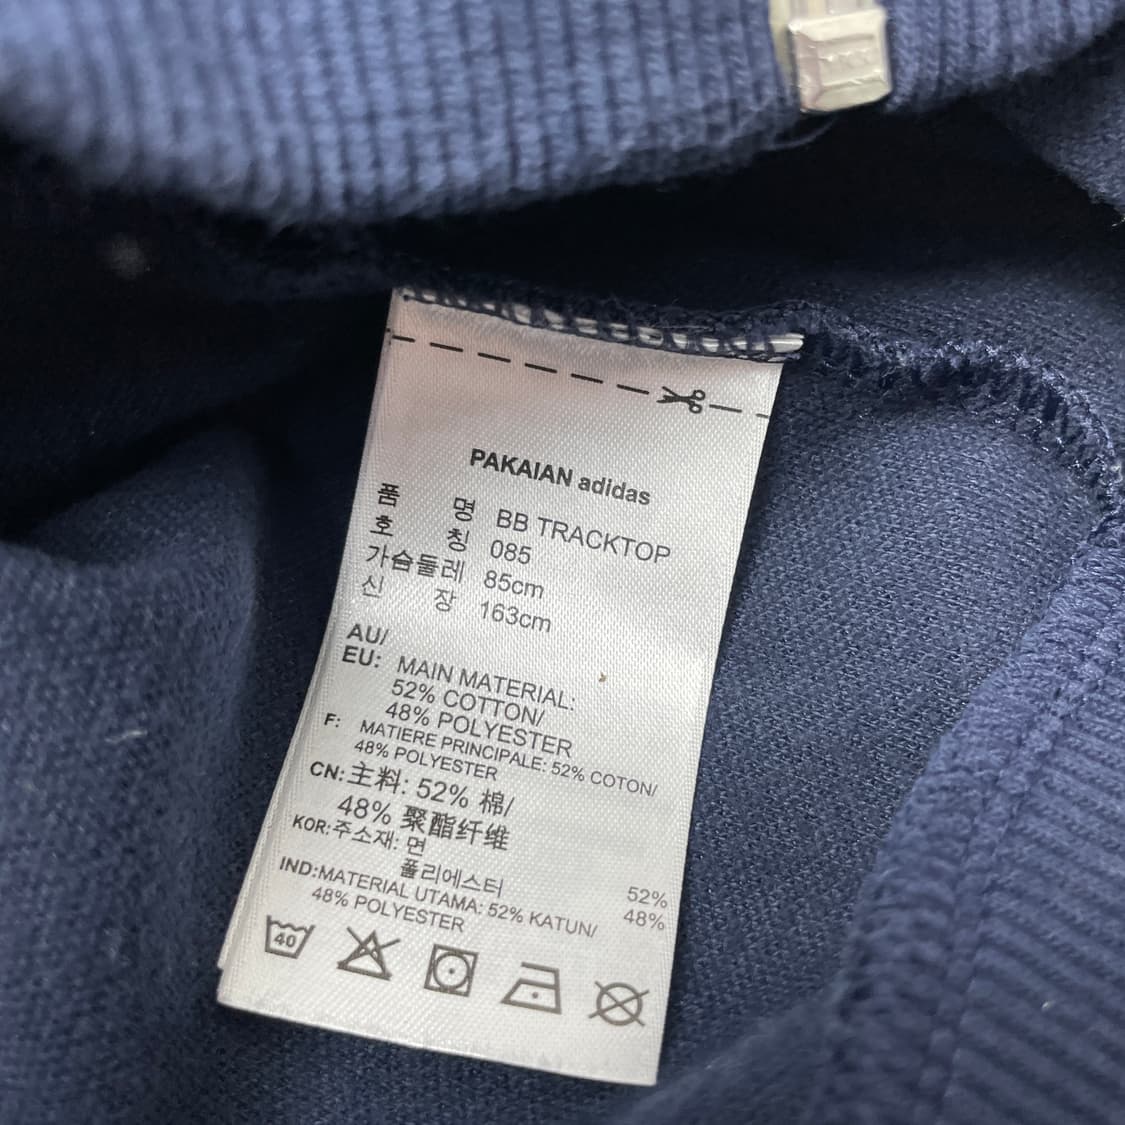 PAKAIAN adidas
품 명 BB TRACKTOP
호 칭 085
가슴둘레 85cm
신 장 163cm
AU/
EU: MAIN MATERIAL:
52% COTTON/
48% POLYESTER
F: MATIERE PRINCIPALE: 52% COTON/
48% POLYESTER
CN: 主料: 52% 棉/
48% 聚酯纤维
KOR: 주소재: 면 52%
폴리에스터 48%
IND: MATERIAL UTAMA: 52% KATUN/
48% POLYESTER
40